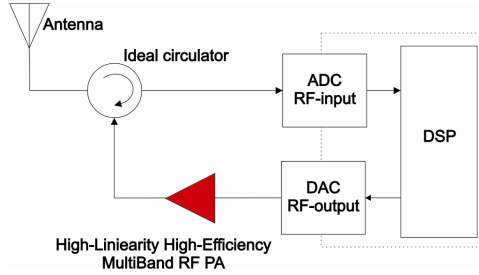 Antenna
Ideal circulator
ADC
RF-input
DSP
DAC
RF-output
High-Liniearity High-Efficiency
MultiBand RF PA